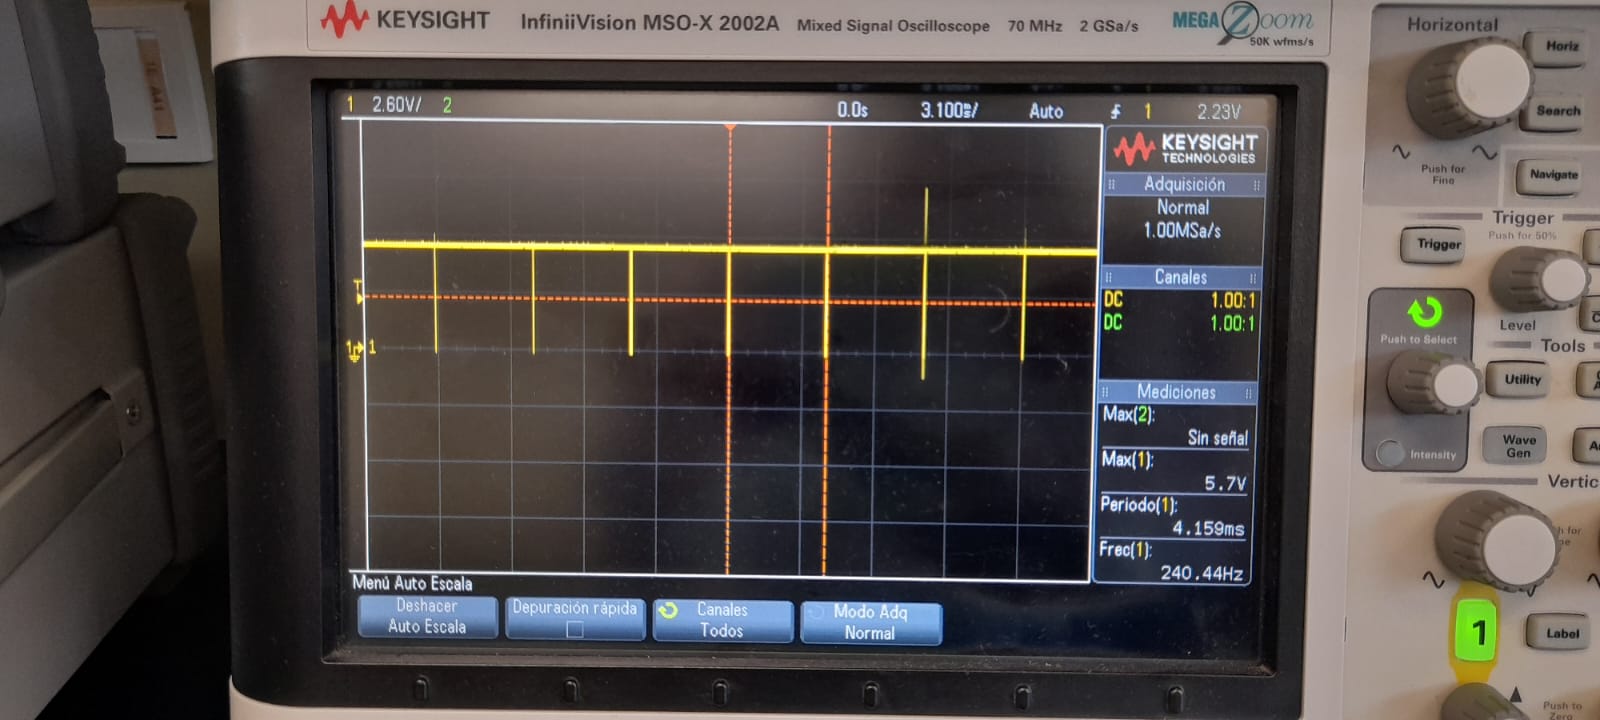 KEYSIGHT InfiniiVision MSO-X 2002A Mixed Signal Oscilloscope 70 MHz 2 GSa/s MEGA Zoom
50K wfms/s
1 2.60V/ 2 0.0s 3.100ms/ Auto 1 2.23V
KEYSIGHT
TECHNOLOGIES
Adquisición
Normal
1.00MSa/s
Canales
DC 1.00:1
DC 1.00:1
Mediciones
Max(2):
Sin señal
Max(1):
5.7V
Periodo(1):
4.159ms
Frec(1):
240.44Hz
T
1
Menú Auto Escala
Deshacer
Auto Escala
Depuración rápida
Canales
Todos
Modo Adq
Normal
Horizontal
Horiz
Search
Push for
Fine
Navigate
Trigger
Push for 50%
Trigger
Level
Push to Select
Tools
Utility
Intensity
Wave
Gen
1
Label
Push to